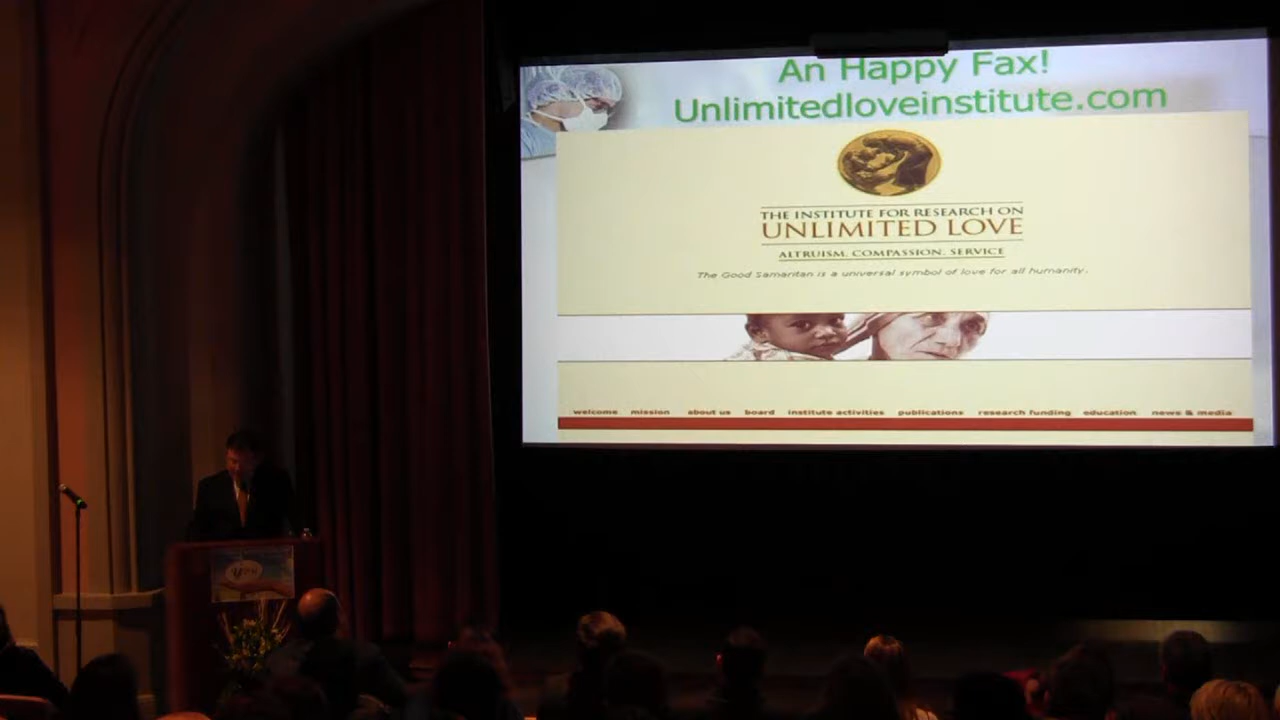 An Happy Fax!
Unlimitedloveinstitute.com
THE INSTITUTE FOR RESEARCH ON
UNLIMITED LOVE
ALTRUISM, COMPASSION, SERVICE
The Good Samaritan is a universal symbol of love for all humanity.
welcome mission about us board institute activities publications research funding education news & media